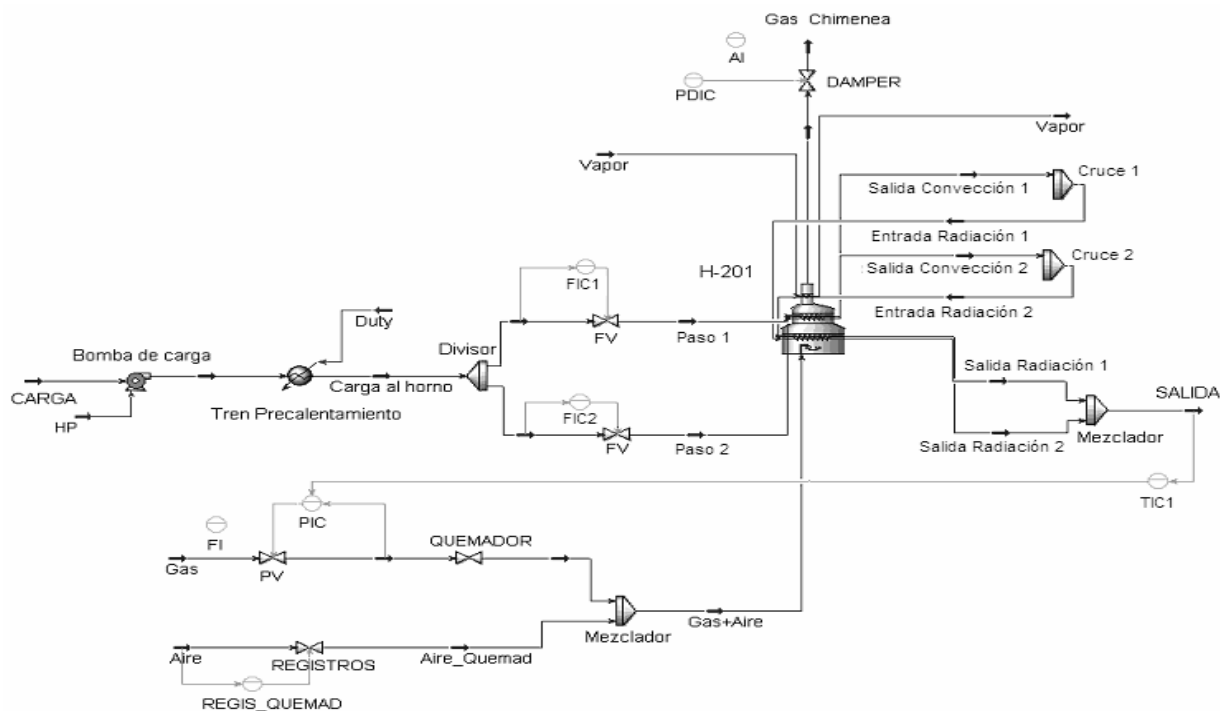 Gas Chimenea
AI
PDIC
DAMPER
Vapor
Vapor
Cruce 1
Salida Convección 1
Entrada Radiación 1
Cruce 2
H-201
Salida Convección 2
FIC1
Entrada Radiación 2
Duty
Bomba de carga
Divisor
FV
Paso 1
CARGA
Carga al horno
Salida Radiación 1
SALIDA
HP
Tren Precalentamiento
FIC2
FV
Paso 2
Salida Radiación 2
Mezclador
TIC1
PIC
FI
QUEMADOR
Gas
PV
Mezclador
Gas+Aire
Aire
REGISTROS
Aire_Quemad
REGIS_QUEMAD